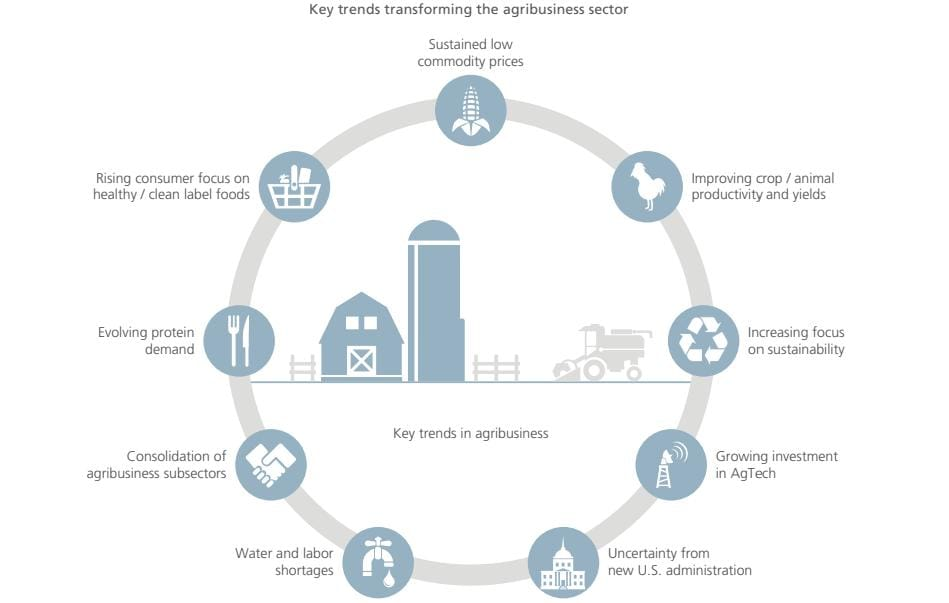 Key trends transforming the agribusiness sector
Sustained low
commodity prices
Rising consumer focus on
healthy / clean label foods
Improving crop / animal
productivity and yields
Evolving protein
demand
Increasing focus
on sustainability
Key trends in agribusiness
Consolidation of
agribusiness subsectors
Growing investment
in AgTech
Water and labor
shortages
Uncertainty from
new U.S. administration